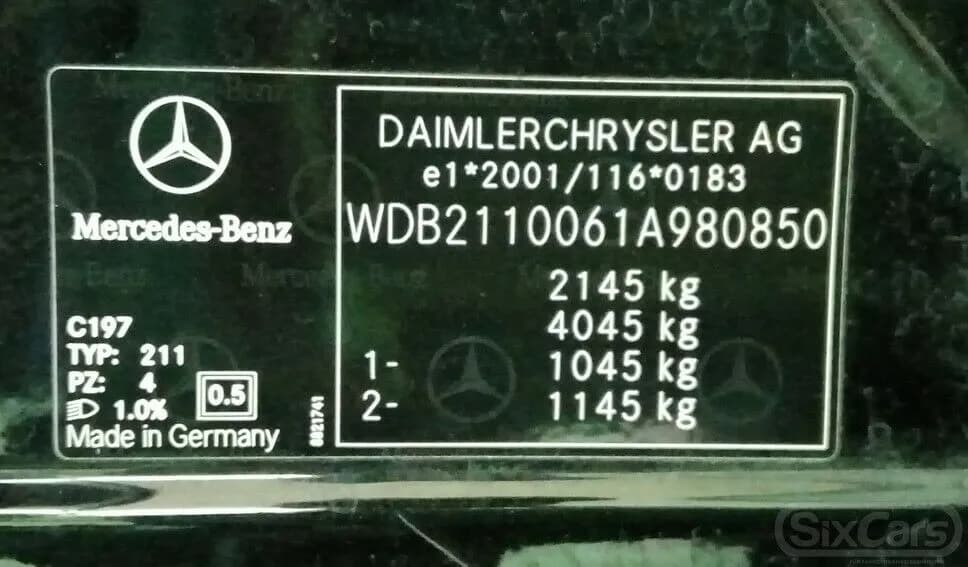 Mercedes-Benz
C197
TYP: 211
PZ: 4
1.0%
0.5
Made in Germany
8821741
DAIMLERCHRYSLER AG
e1*2001/116*0183
WDB2110061A980850
2145 kg
4045 kg
1- 1045 kg
2- 1145 kg
SixCars